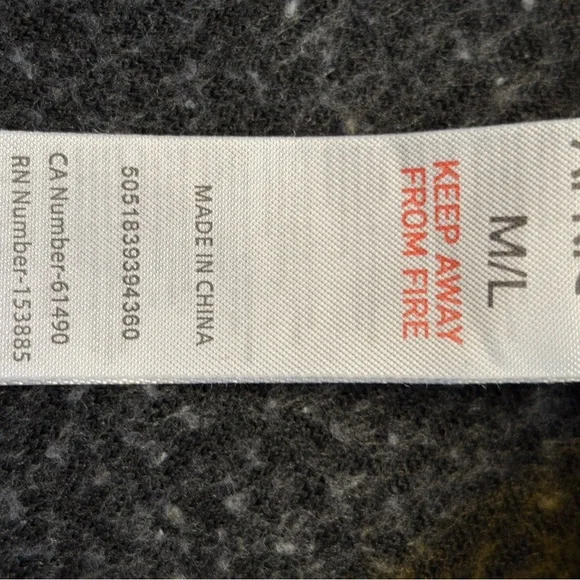 M/L
KEEP AWAY
FROM FIRE
MADE IN CHINA
5051839394360
CA Number-61490
RN Number-153885